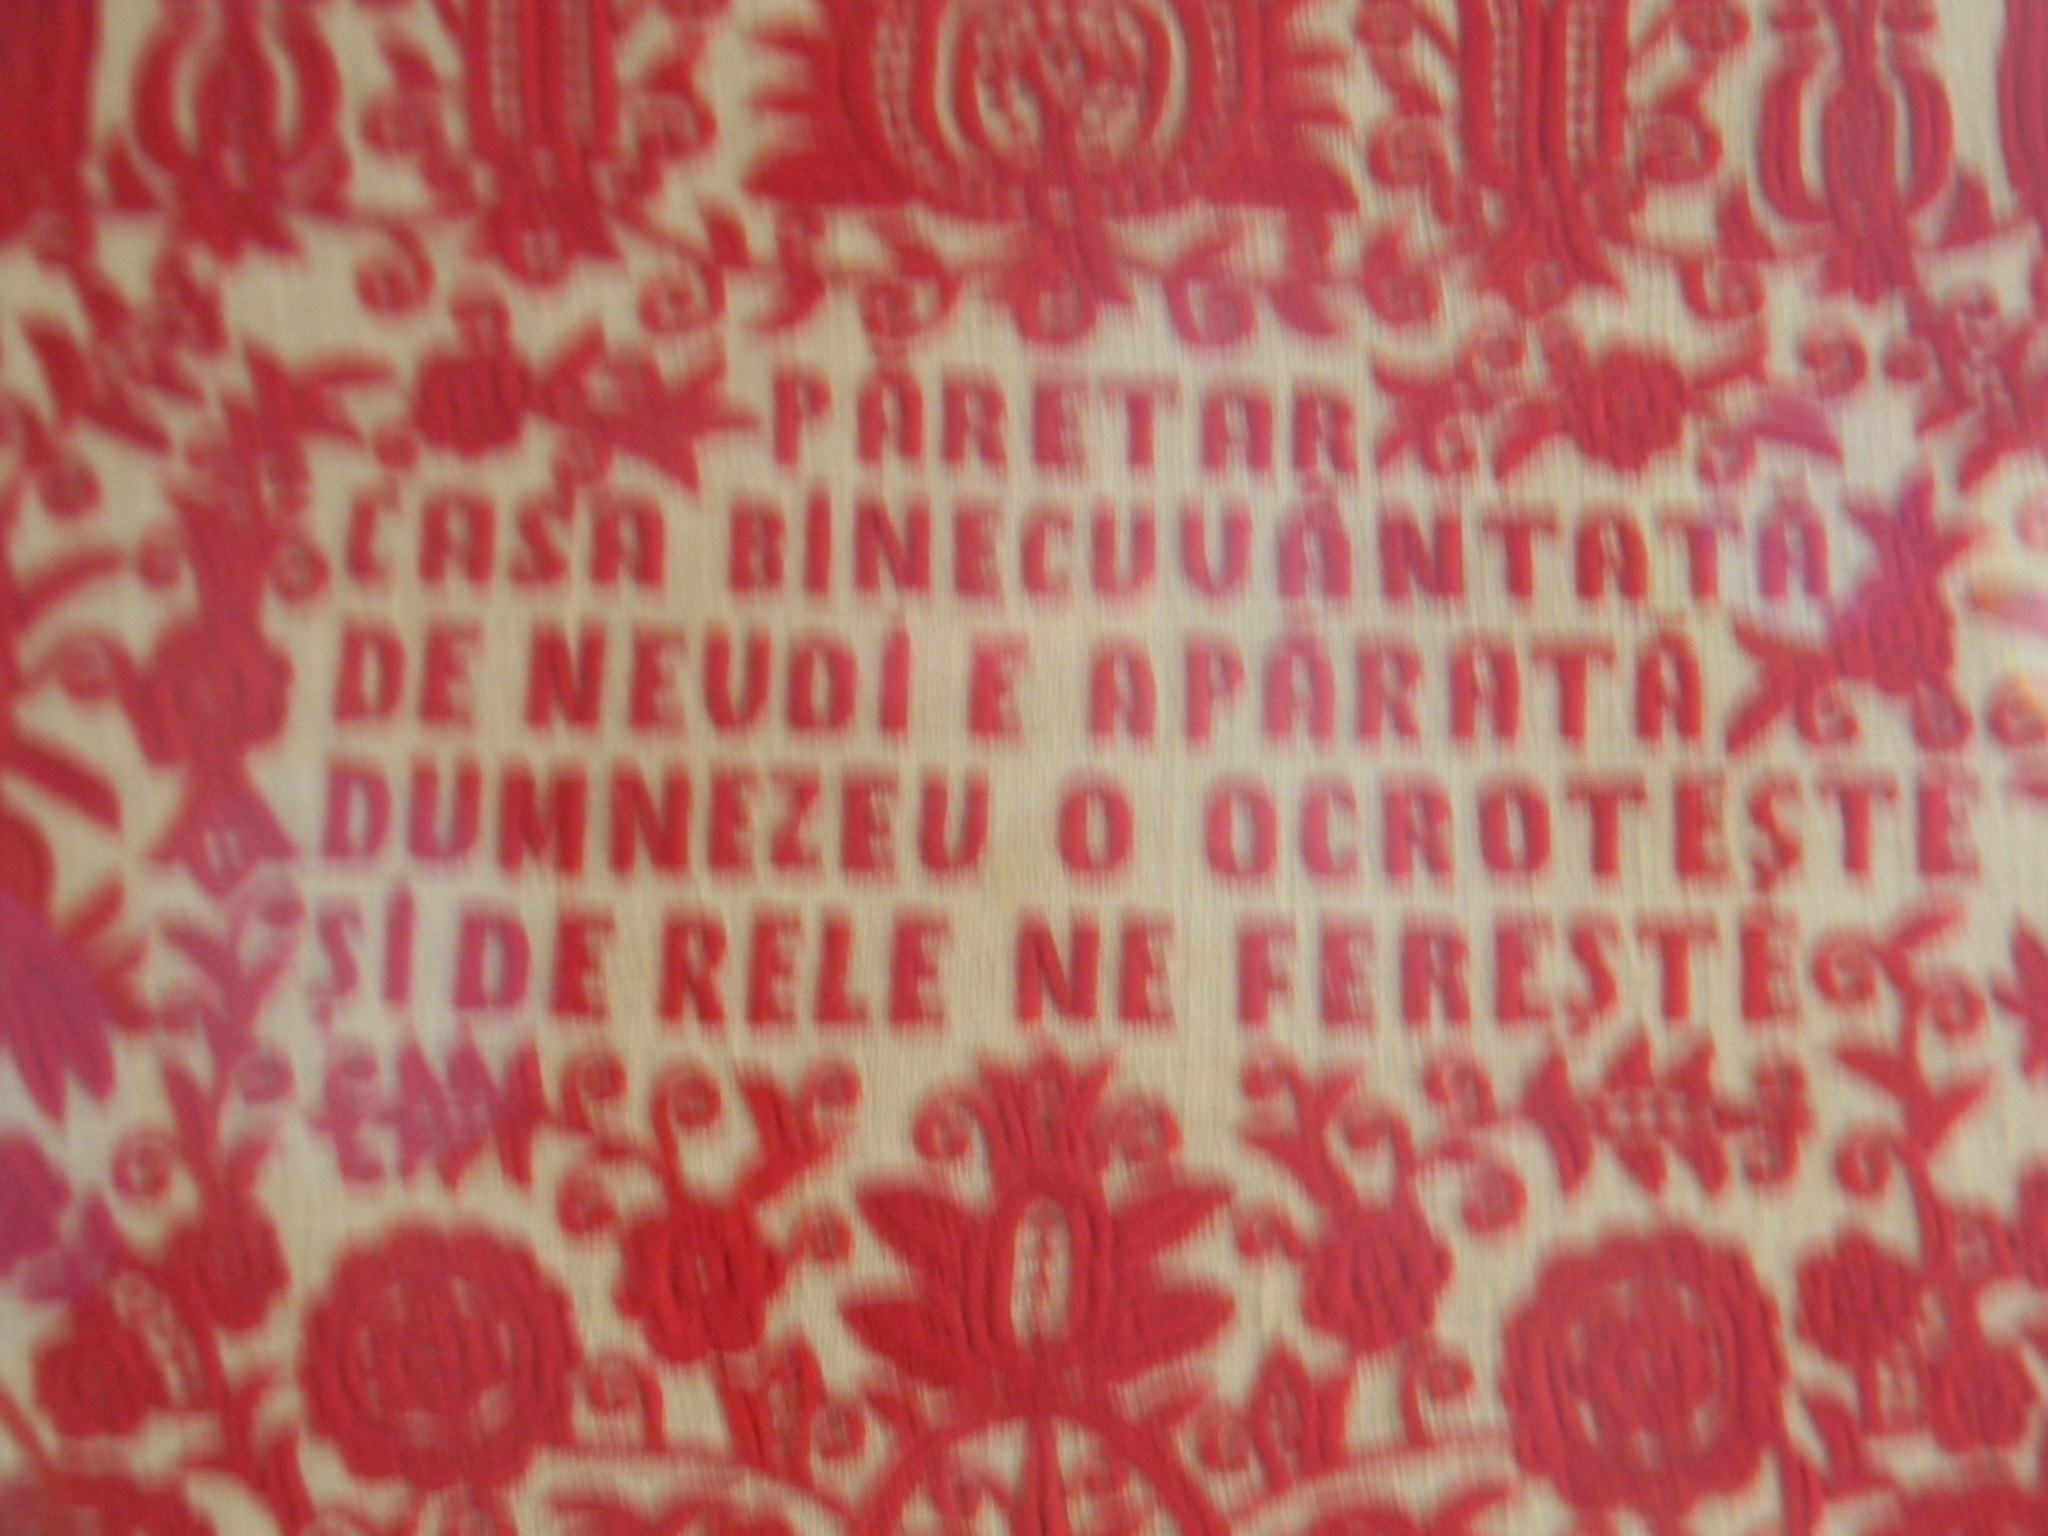 PĂRETAR
CASA BINECUVÂNTATĂ
DE NEVOI E APĂRATĂ
DUMNEZEU O OCROTEȘTE
ȘI DE RELE NE FEREȘTE